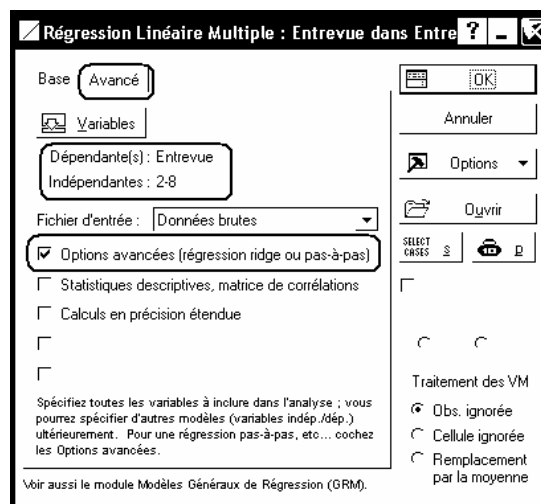 Régression Linéaire Multiple : Entrevue dans Entre
Base Avancé
Variables
Dépendante(s) : Entrevue
Indépendantes : 2-8
Fichier d'entrée : Données brutes
Options avancées (régression ridge ou pas-à-pas)
Statistiques descriptives, matrice de corrélations
Calculs en précision étendue
Spécifiez toutes les variables à inclure dans l'analyse ; vous
pourrez spécifier d'autres modèles (variables indép./dép.)
ultérieurement. Pour une régression pas-à-pas, etc... cochez
les Options avancées.
Voir aussi le module Modèles Généraux de Régression (GRM).
OK
Annuler
Options
Ouvrir
SELECT
CASES S D
Traitement des VM
Obs. ignorée
Cellule ignorée
Remplacement
par la moyenne